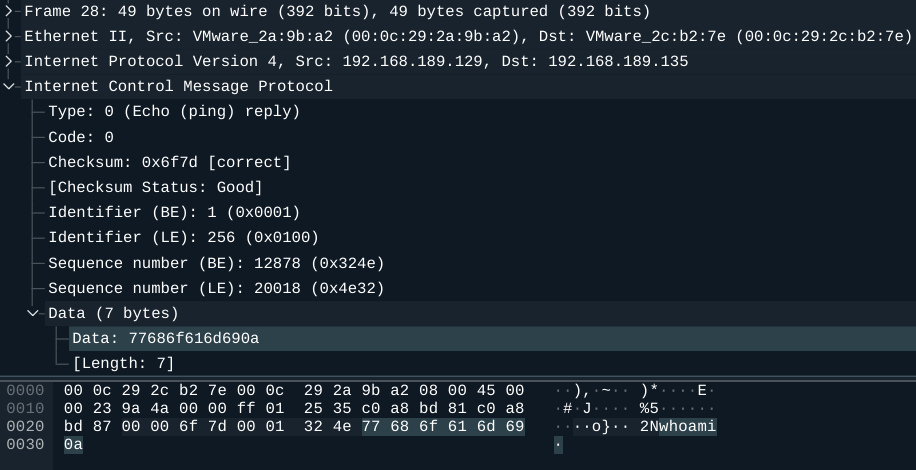 Frame 28: 49 bytes on wire (392 bits), 49 bytes captured (392 bits)
Ethernet II, Src: VMware_2a:9b:a2 (00:0c:29:2a:9b:a2), Dst: VMware_2c:b2:7e (00:0c:29:2c:b2:7e)
Internet Protocol Version 4, Src: 192.168.189.129, Dst: 192.168.189.135
Internet Control Message Protocol
Type: 0 (Echo (ping) reply)
Code: 0
Checksum: 0x6f7d [correct]
[Checksum Status: Good]
Identifier (BE): 1 (0x0001)
Identifier (LE): 256 (0x0100)
Sequence number (BE): 12878 (0x324e)
Sequence number (LE): 20018 (0x4e32)
Data (7 bytes)
Data: 77686f616d690a
[Length: 7]
0000 00 0c 29 2c b2 7e 00 0c 29 2a 9b a2 08 00 45 00 ··),·~·· )*····E·
0010 00 23 9a 4a 00 00 ff 01 25 35 c0 a8 bd 81 c0 a8 ·#·J···· %5······
0020 bd 87 00 00 6f 7d 00 01 32 4e 77 68 6f 61 6d 69 ····o}·· 2Nwhoami
0030 0a ·